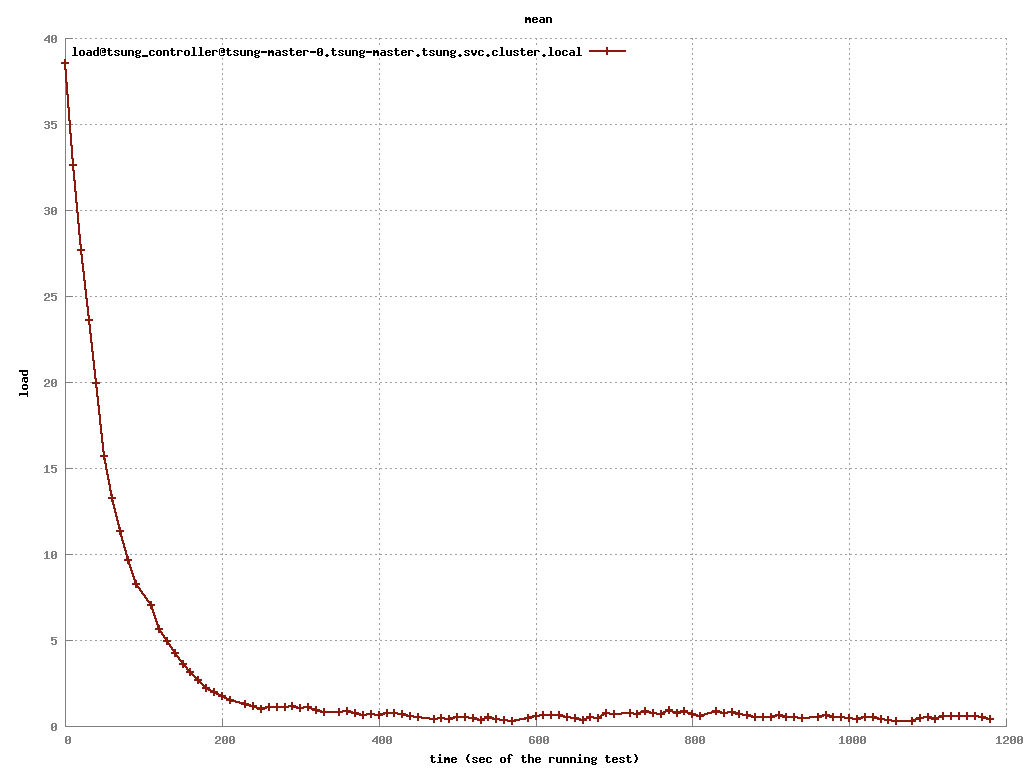 mean
load@tsung_controller@tsung-master-0.tsung-master.tsung.svc.cluster.local
40
35
30
25
20
15
10
5
0
load
0 200 400 600 800 1000 1200
time (sec of the running test)